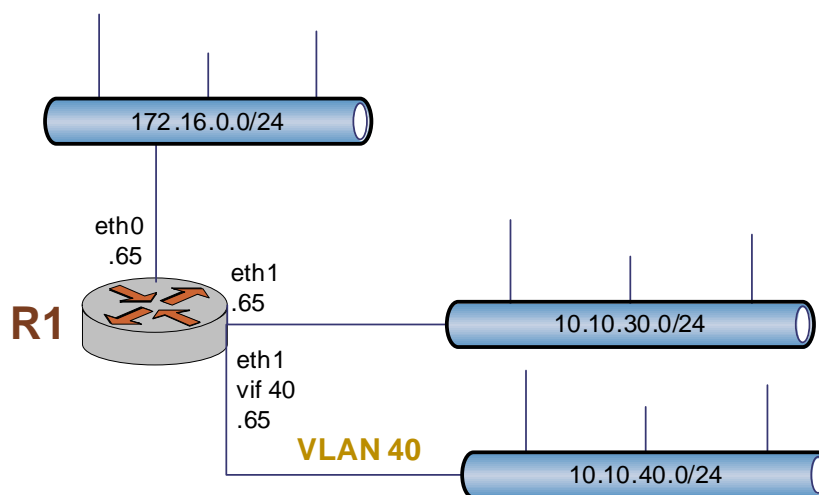 172.16.0.0/24
eth0
.65
eth1
.65
R1
10.10.30.0/24
eth1
vif 40
.65
VLAN 40
10.10.40.0/24